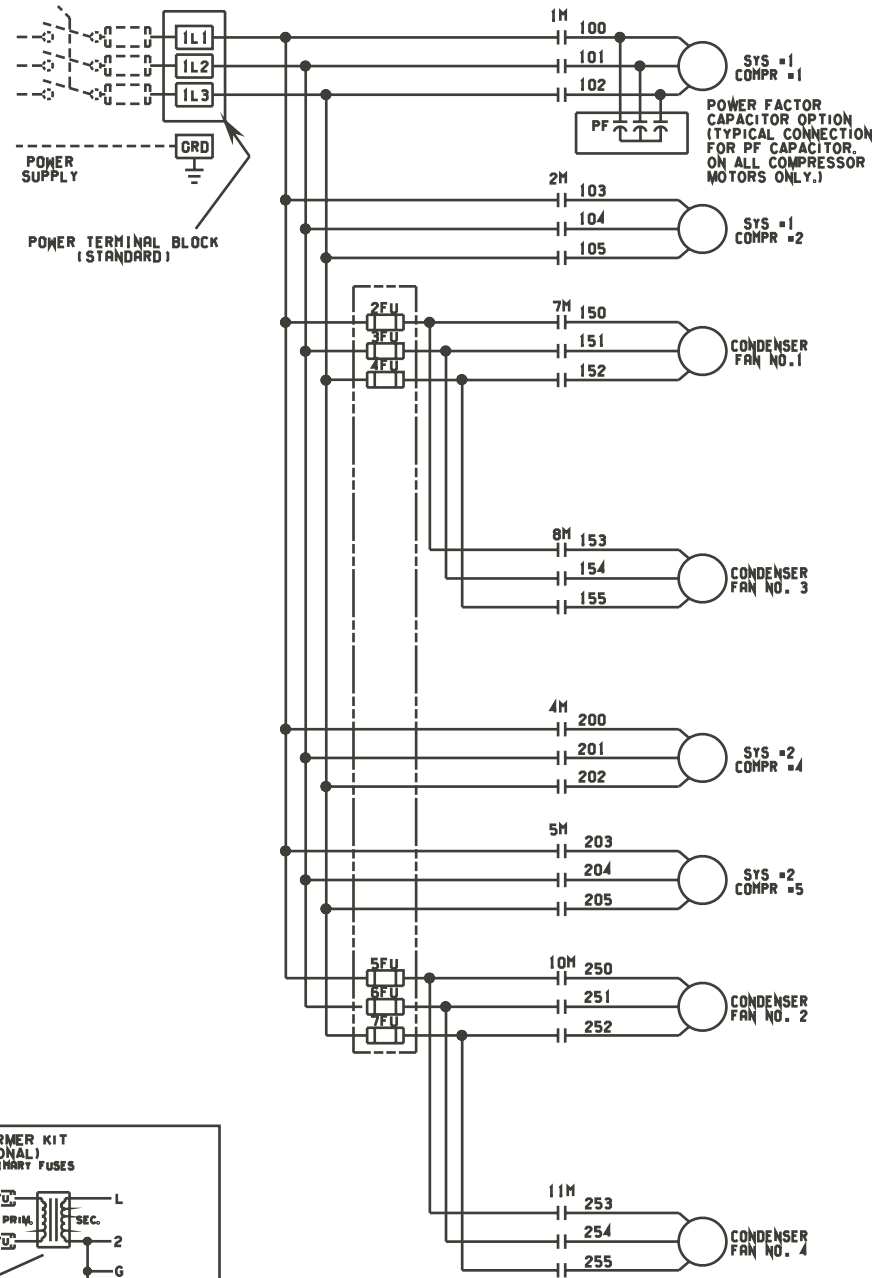 1M
100
1L1
101
1L2
SYS #1
COMPR #1
102
1L3
POWER FACTOR
CAPACITOR OPTION
(TYPICAL CONNECTION
FOR PF CAPACITOR.
ON ALL COMPRESSOR
MOTORS ONLY.)
PF
GRD
POWER
SUPPLY
2M
103
104
SYS #1
COMPR #2
105
POWER TERMINAL BLOCK
(STANDARD)
2FU
7M
150
3FU
151
CONDENSER
FAN NO.1
4FU
152
8M
153
154
CONDENSER
FAN NO. 3
155
4M
200
201
SYS #2
COMPR #4
202
5M
203
204
SYS #2
COMPR #5
205
5FU
10M
250
6FU
251
CONDENSER
FAN NO. 2
7FU
252
RMER KIT
ONAL)
IMARY FUSES
U
L
PRIM.
SEC.
U
2
G
11M
253
254
CONDENSER
FAN NO. 4
255